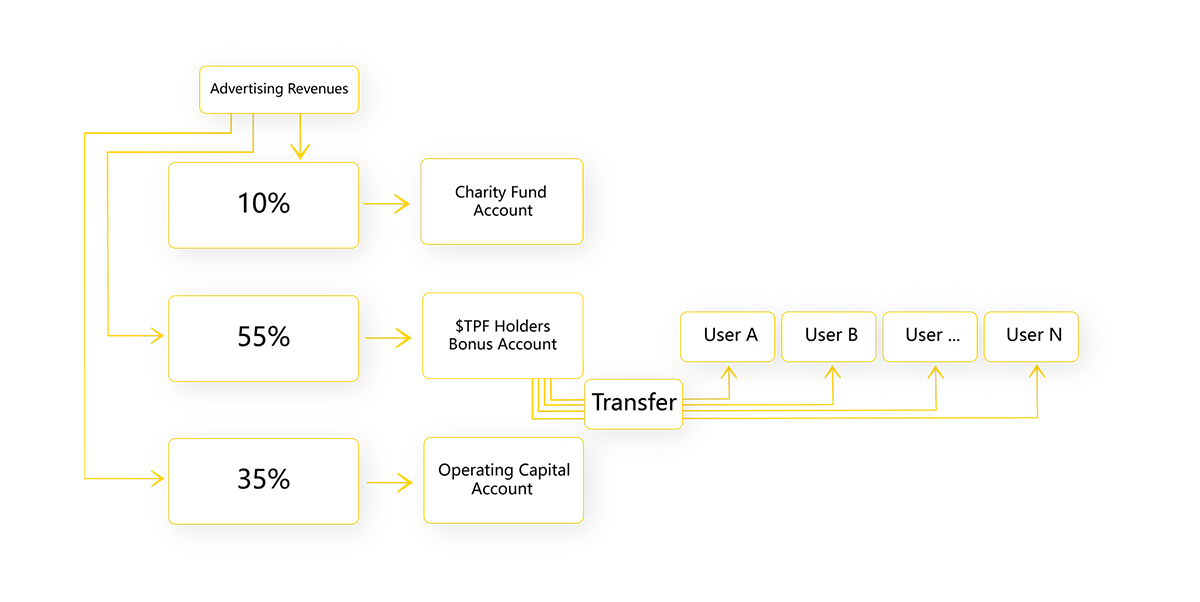 Advertising Revenues
10%
Charity Fund
Account
55%
$TPF Holders
Bonus Account
User A
User B
User ...
User N
Transfer
35%
Operating Capital
Account